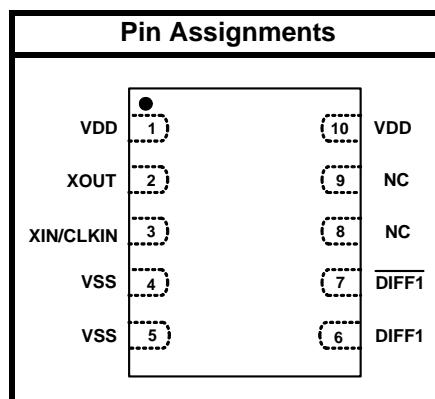 Pin Assignments
VDD 1 10 VDD
XOUT 2 9 NC
XIN/CLKIN 3 8 NC
VSS 4 7 DIFF1
VSS 5 6 DIFF1